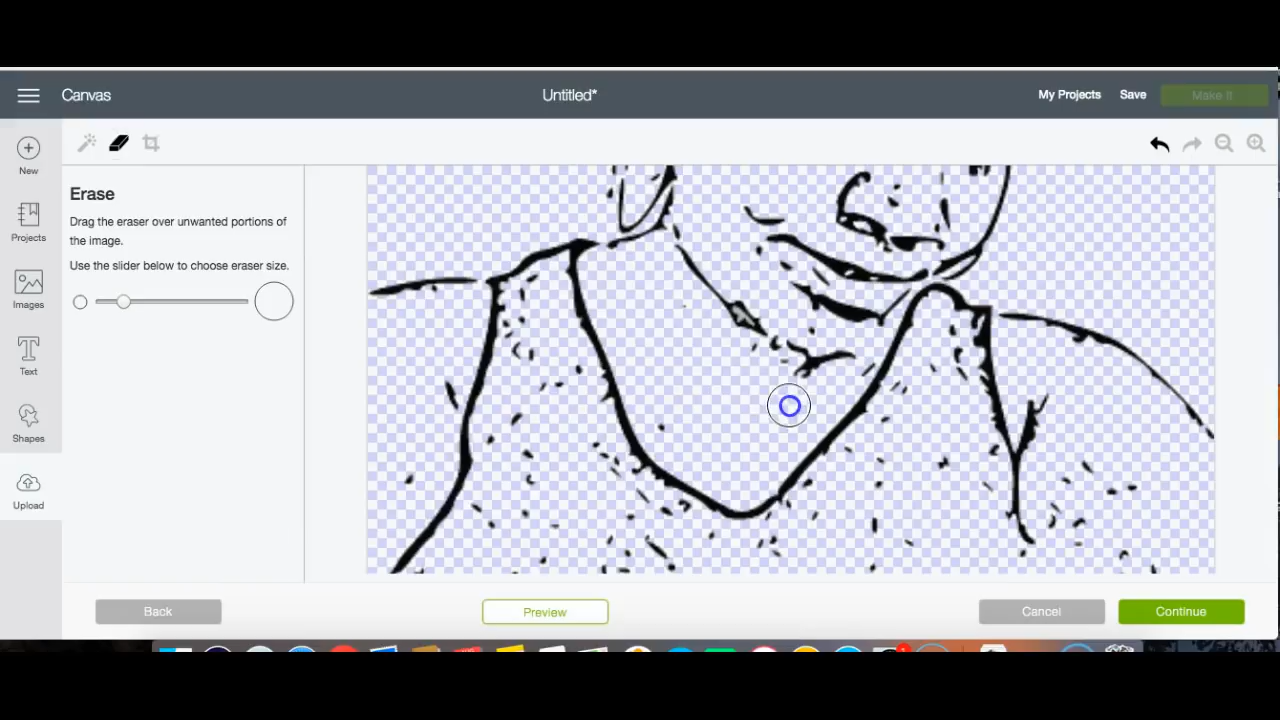 Canvas
Untitled*
My Projects
Save
Make It
New
Projects
Images
Text
Shapes
Upload
Erase
Drag the eraser over unwanted portions of
the image.
Use the slider below to choose eraser size.
Back
Preview
Cancel
Continue